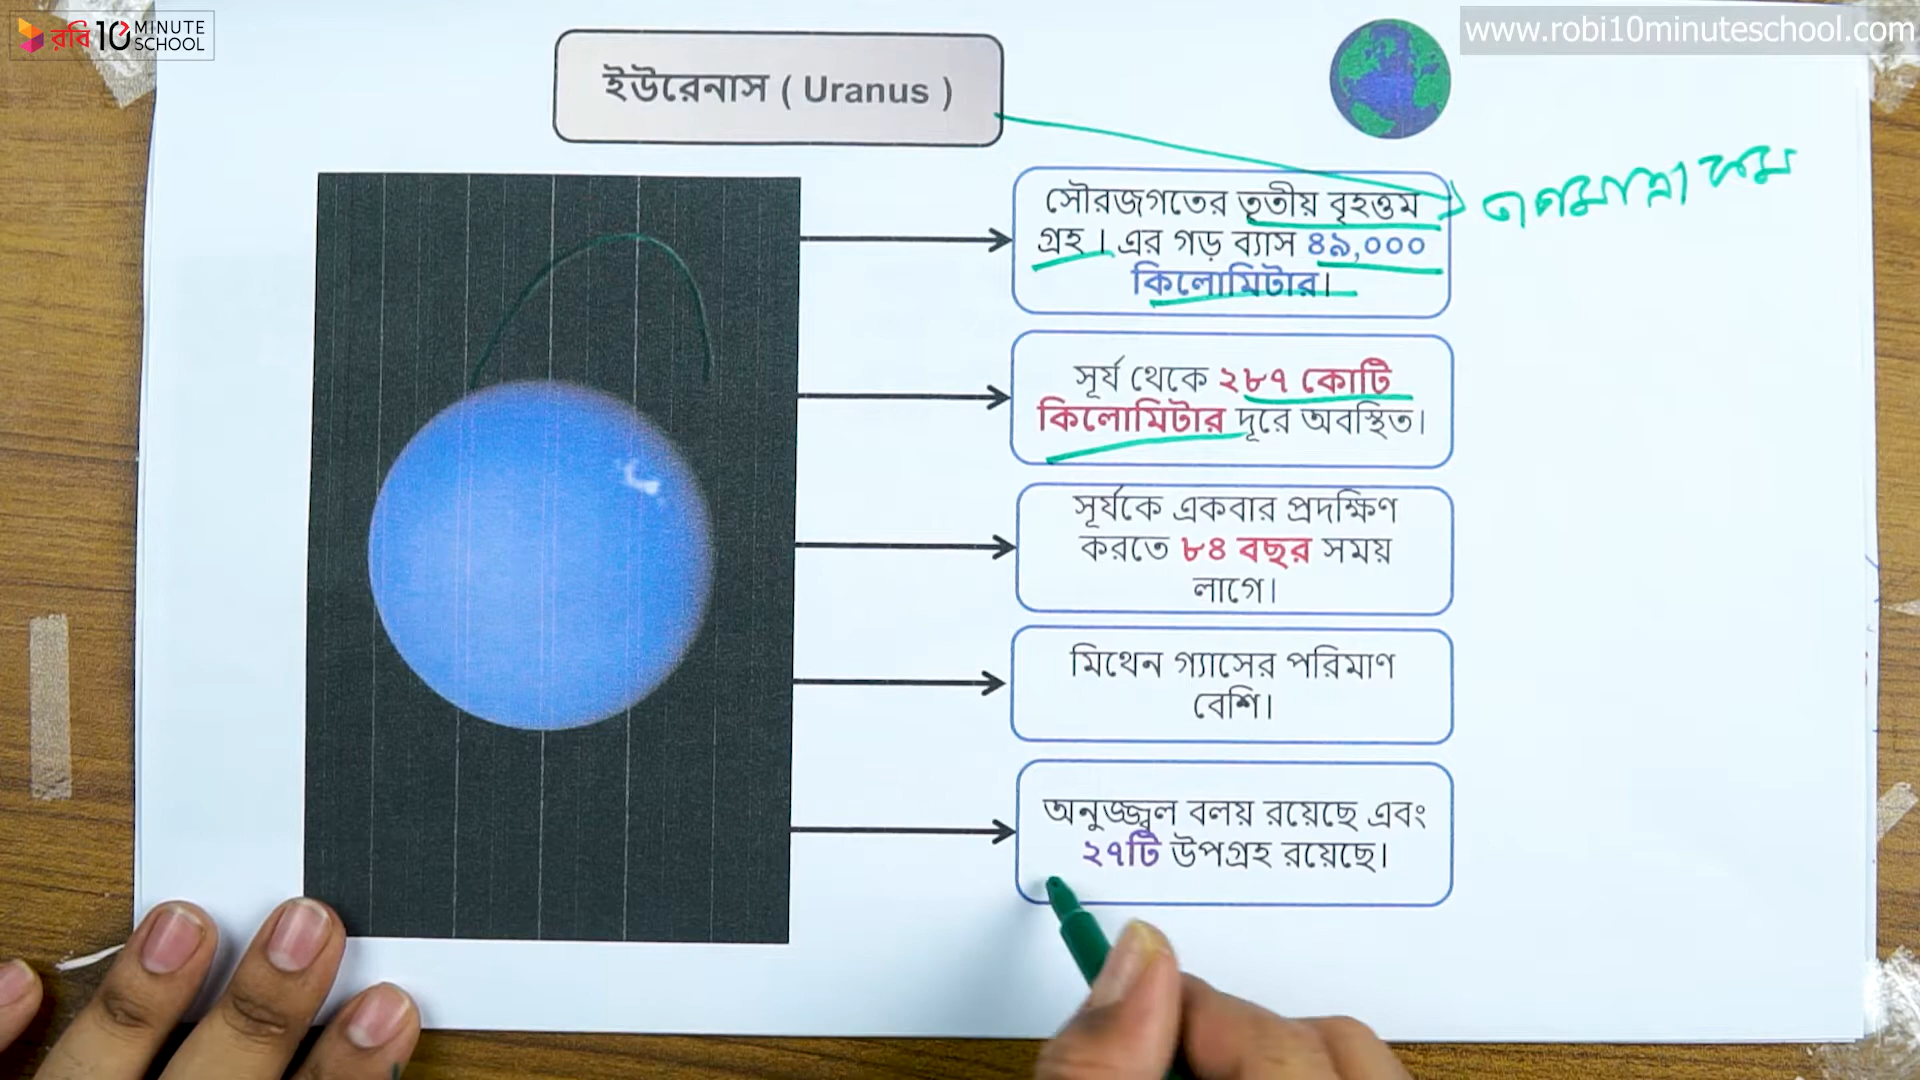 রবি 10 MINUTE SCHOOL
www.robi10minuteschool.com
ইউরেনাস ( Uranus )
সৌরজগতের তৃতীয় বৃহত্তম
গ্রহ । এর গড় ব্যাস ৪৯,০০০
কিলোমিটার।
সূর্য থেকে ২৮৭ কোটি
কিলোমিটার দূরে অবস্থিত।
সূর্যকে একবার প্রদক্ষিণ
করতে ৮৪ বছর সময়
লাগে।
মিথেন গ্যাসের পরিমাণ
বেশি।
অনুজ্জ্বল বলয় রয়েছে এবং
২৭টি উপগ্রহ রয়েছে।